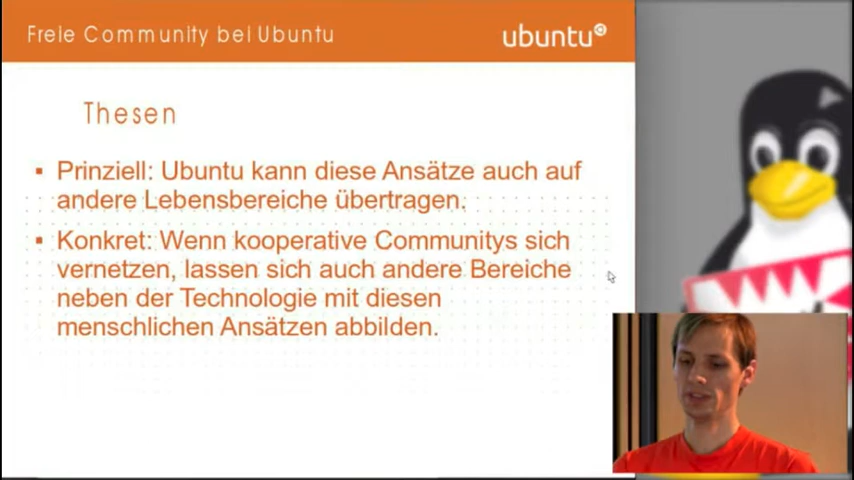 Freie Community bei Ubuntu
ubuntu
Thesen
▪ Prinziell: Ubuntu kann diese Ansätze auch auf
andere Lebensbereiche übertragen.
▪ Konkret: Wenn kooperative Communitys sich
vernetzen, lassen sich auch andere Bereiche
neben der Technologie mit diesen
menschlichen Ansätzen abbilden.